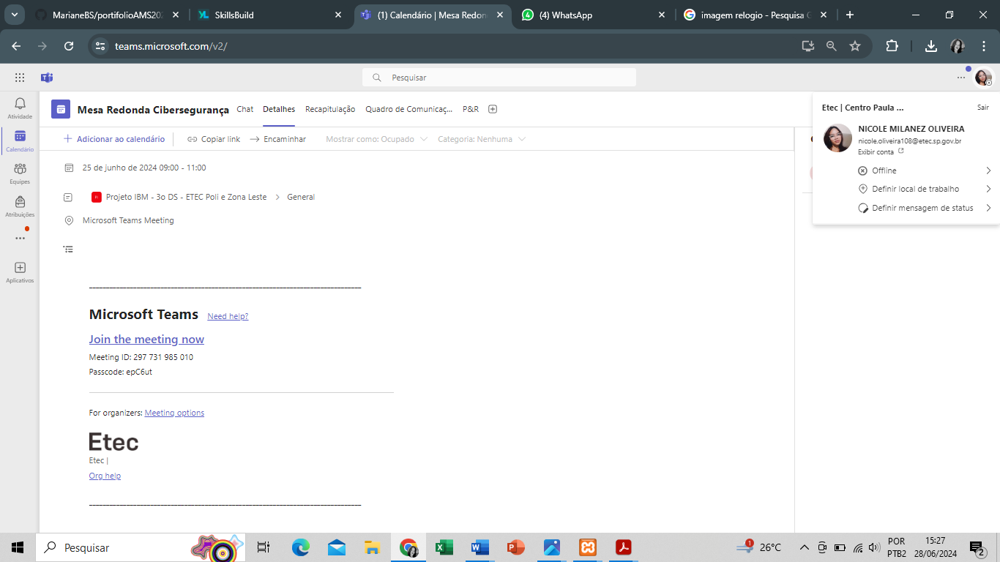 MarianeBS/portifolioAMS202
SkillsBuild
(1) Calendário | Mesa Redon
(4) WhatsApp
imagem relogio - Pesquisa G
teams.microsoft.com/v2/
Pesquisar
Atividade
Calendário
Equipes
Atribuições
Aplicativos
Mesa Redonda Cibersegurança Chat Detalhes Recapitulação Quadro de Comunicaç... P&R
Adicionar ao calendário Copiar link Encaminhar Mostrar como: Ocupado Categoria: Nenhuma
25 de junho de 2024 09:00 - 11:00
Projeto IBM - 3o DS - ETEC Poli e Zona Leste > General
Microsoft Teams Meeting
Microsoft Teams Need help?
Join the meeting now
Meeting ID: 297 731 985 010
Passcode: epC6ut
For organizers: Meeting options
Etec
Etec |
Org help
Etec | Centro Paula ... Sair
NICOLE MILANEZ OLIVEIRA
nicole.oliveira108@etec.sp.gov.br
Exibir conta
Offline
Definir local de trabalho
Definir mensagem de status
Pesquisar
1
26°C
POR
PTB2
15:27
28/06/2024
2